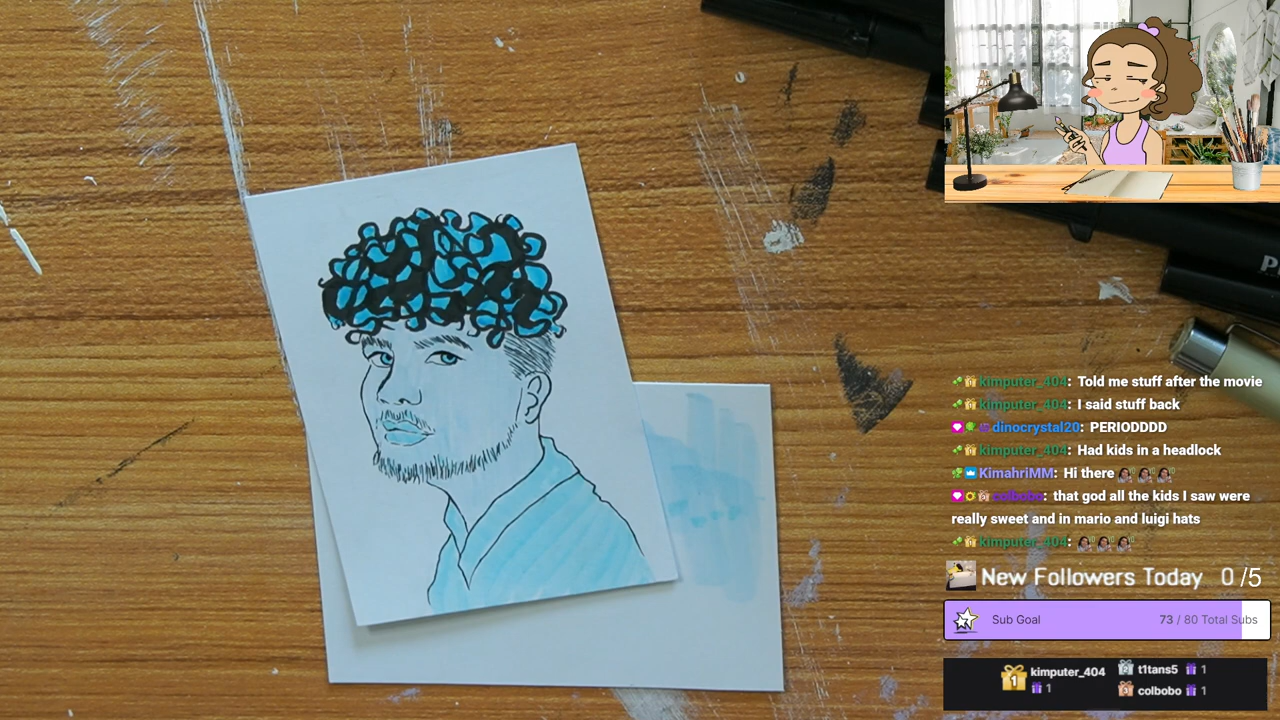 P
kimputer_404: Told me stuff after the movie
kimputer_404: I said stuff back
dinocrystal20: PERIODDDD
kimputer_404: Had kids in a headlock
KimahriMM: Hi there
colbobo: that god all the kids I saw were
really sweet and in mario and luigi hats
kimputer_404:
New Followers Today 0 /5
Sub Goal 73 / 80 Total Subs
1 kimputer_404 1
t1tans5 1
colbobo 1